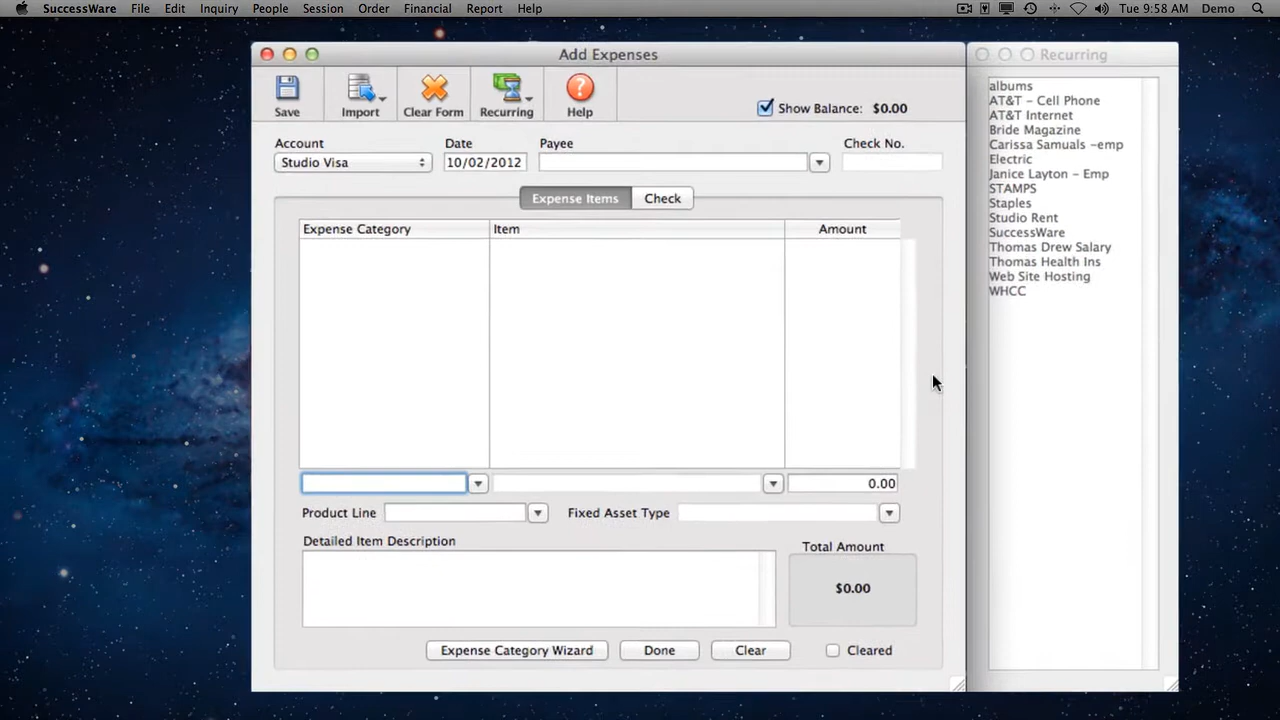 SuccessWare File Edit Inquiry People Session Order Financial Report Help Tue 9:58 AM Demo
Add Expenses
Save Import Clear Form Recurring Help
Show Balance: $0.00
Account Date Payee Check No.
Studio Visa 10/02/2012
Expense Items Check
Expense Category Item Amount
0.00
Product Line Fixed Asset Type
Detailed Item Description
Total Amount
$0.00
Expense Category Wizard Done Clear Cleared
Recurring
albums
AT&T - Cell Phone
AT&T Internet
Bride Magazine
Carissa Samuals -emp
Electric
Janice Layton - Emp
STAMPS
Staples
Studio Rent
SuccessWare
Thomas Drew Salary
Thomas Health Ins
Web Site Hosting
WHCC